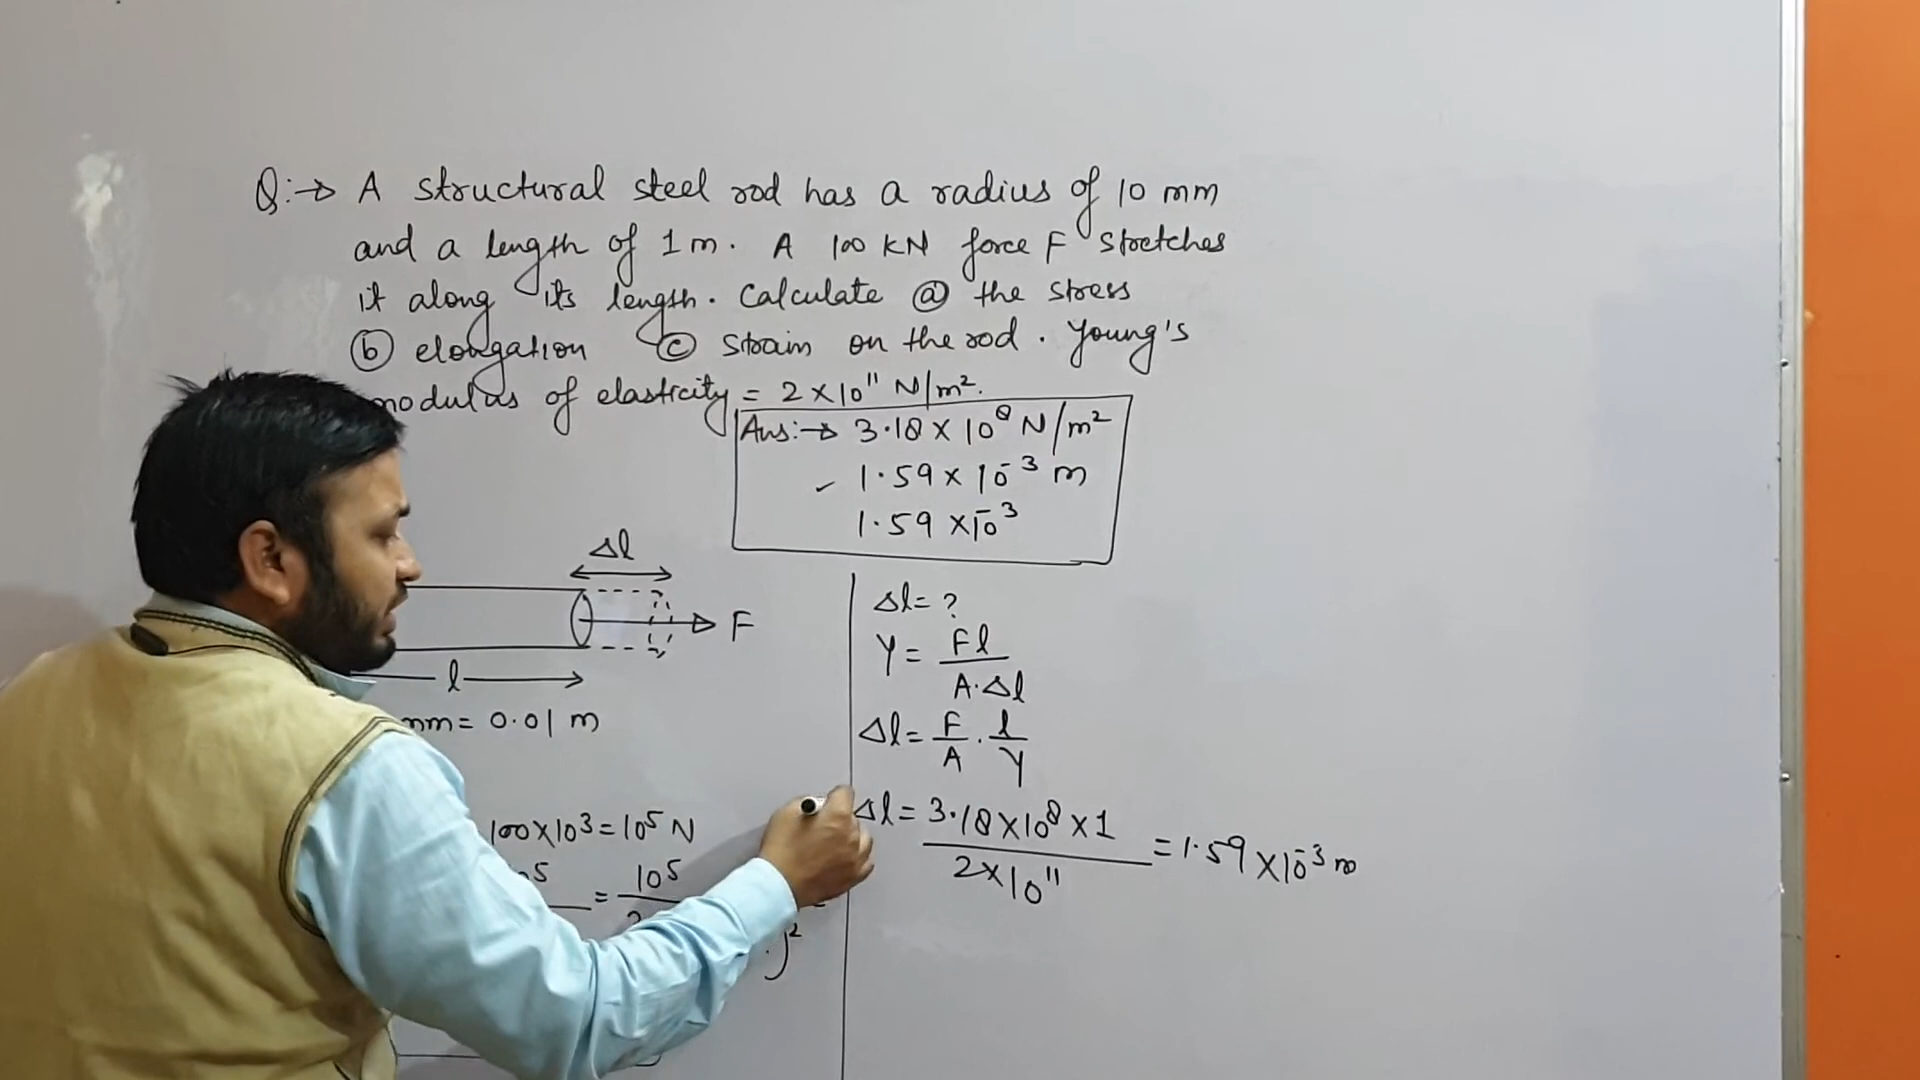 Q:→ A structural steel rod has a radius of 10 mm
and a length of 1 m. A 100 KN force F stretches
it along its length. Calculate ⓐ the stress
ⓑ elongation ⓒ strain on the rod. Young's
modulus of elasticity = 2×10¹¹ N/m².
Ans:→ 3.18 × 10⁸ N/m²
1.59 × 10⁻³ m
1.59 × 10⁻³
Δl
F
l
mm = 0.01 m
100×10³ = 10⁵ N
= 10⁵
Δl = ?
Y = Fl / A.Δl
Δl = F/A . l/Y
Δl = 3.18×10⁸×1 / 2×10¹¹ = 1.59×10⁻³ m